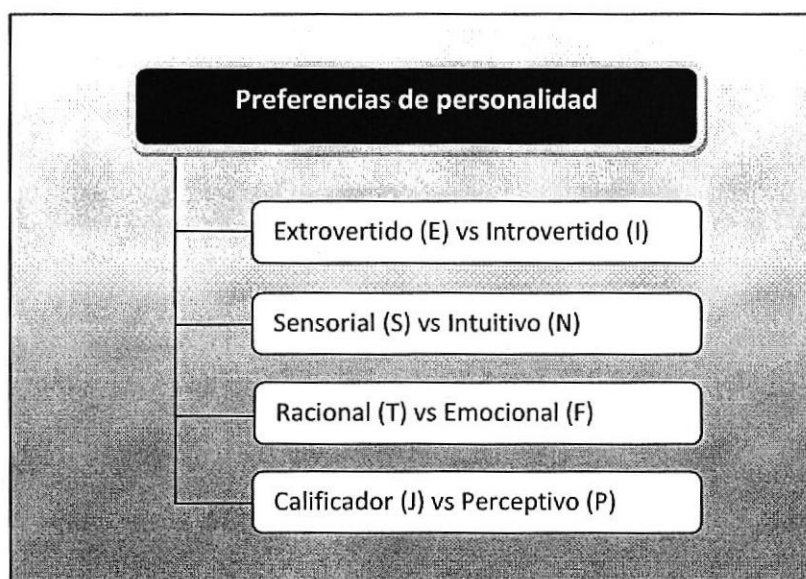 Preferencias de personalidad
Extrovertido (E) vs Introvertido (I)
Sensorial (S) vs Intuitivo (N)
Racional (T) vs Emocional (F)
Calificador (J) vs Perceptivo (P)